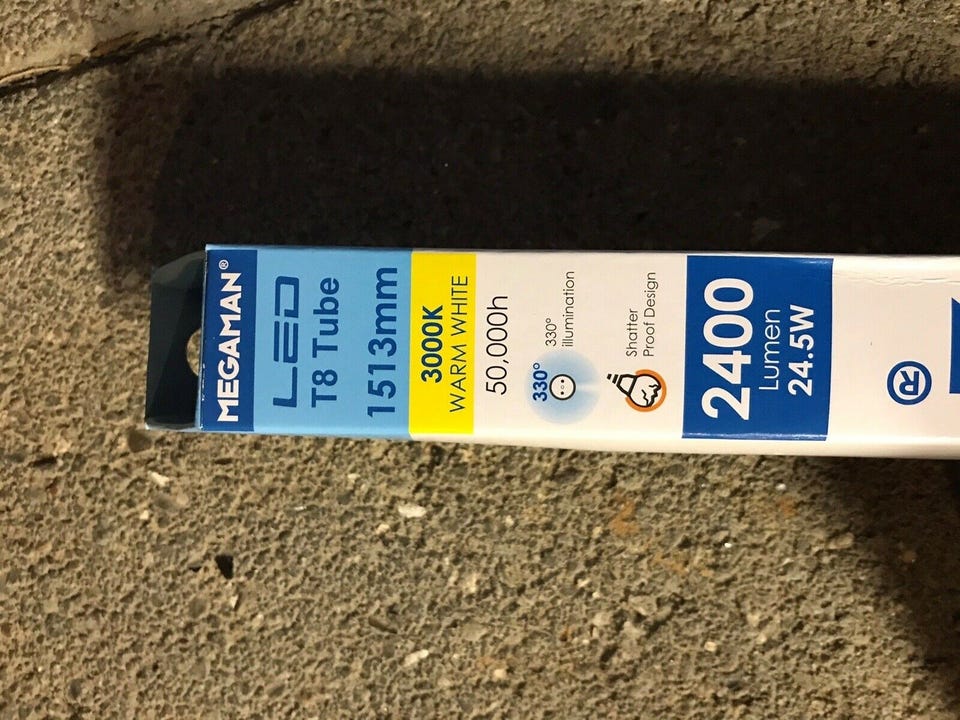 MEGAMAN®
LED
T8 Tube
1513mm
3000K
WARM WHITE
50,000h
330°
330°
illumination
Shatter
Proof Design
2400
Lumen
24.5W
®